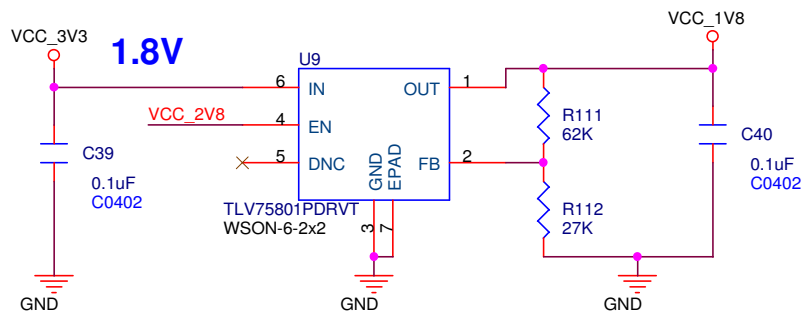 VCC_3V3
1.8V
VCC_1V8
U9
6
IN
OUT
1
VCC_2V8
4
EN
5
DNC
FB
2
GND
EPAD
3
7
TLV75801PDRVT
WSON-6-2x2
C39
0.1uF
C0402
R111
62K
R112
27K
C40
0.1uF
C0402
GND
GND
GND